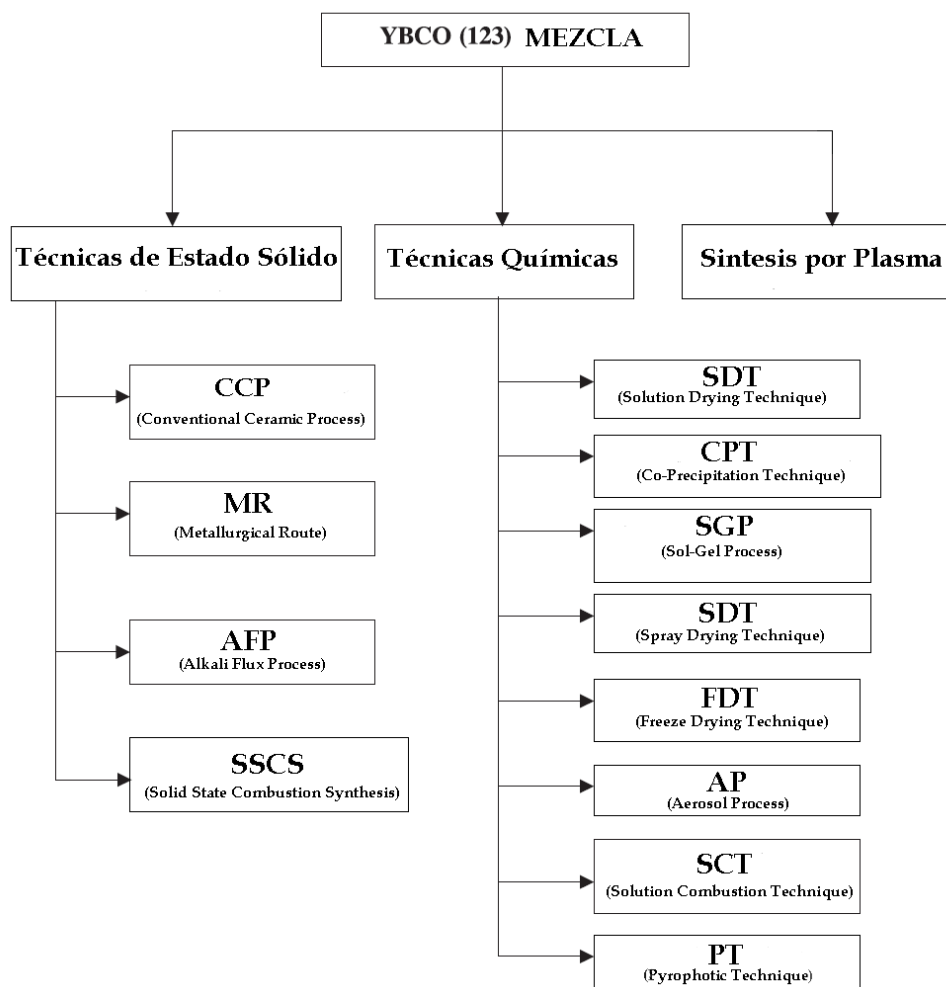 YBCO (123) MEZCLA
Técnicas de Estado Sólido
Técnicas Químicas
Sintesis por Plasma
CCP
(Conventional Ceramic Process)
MR
(Metallurgical Route)
AFP
(Alkali Flux Process)
SSCS
(Solid State Combustion Synthesis)
SDT
(Solution Drying Technique)
CPT
(Co-Precipitation Technique)
SGP
(Sol-Gel Process)
SDT
(Spray Drying Technique)
FDT
(Freeze Drying Technique)
AP
(Aerosol Process)
SCT
(Solution Combustion Technique)
PT
(Pyrophotic Technique)